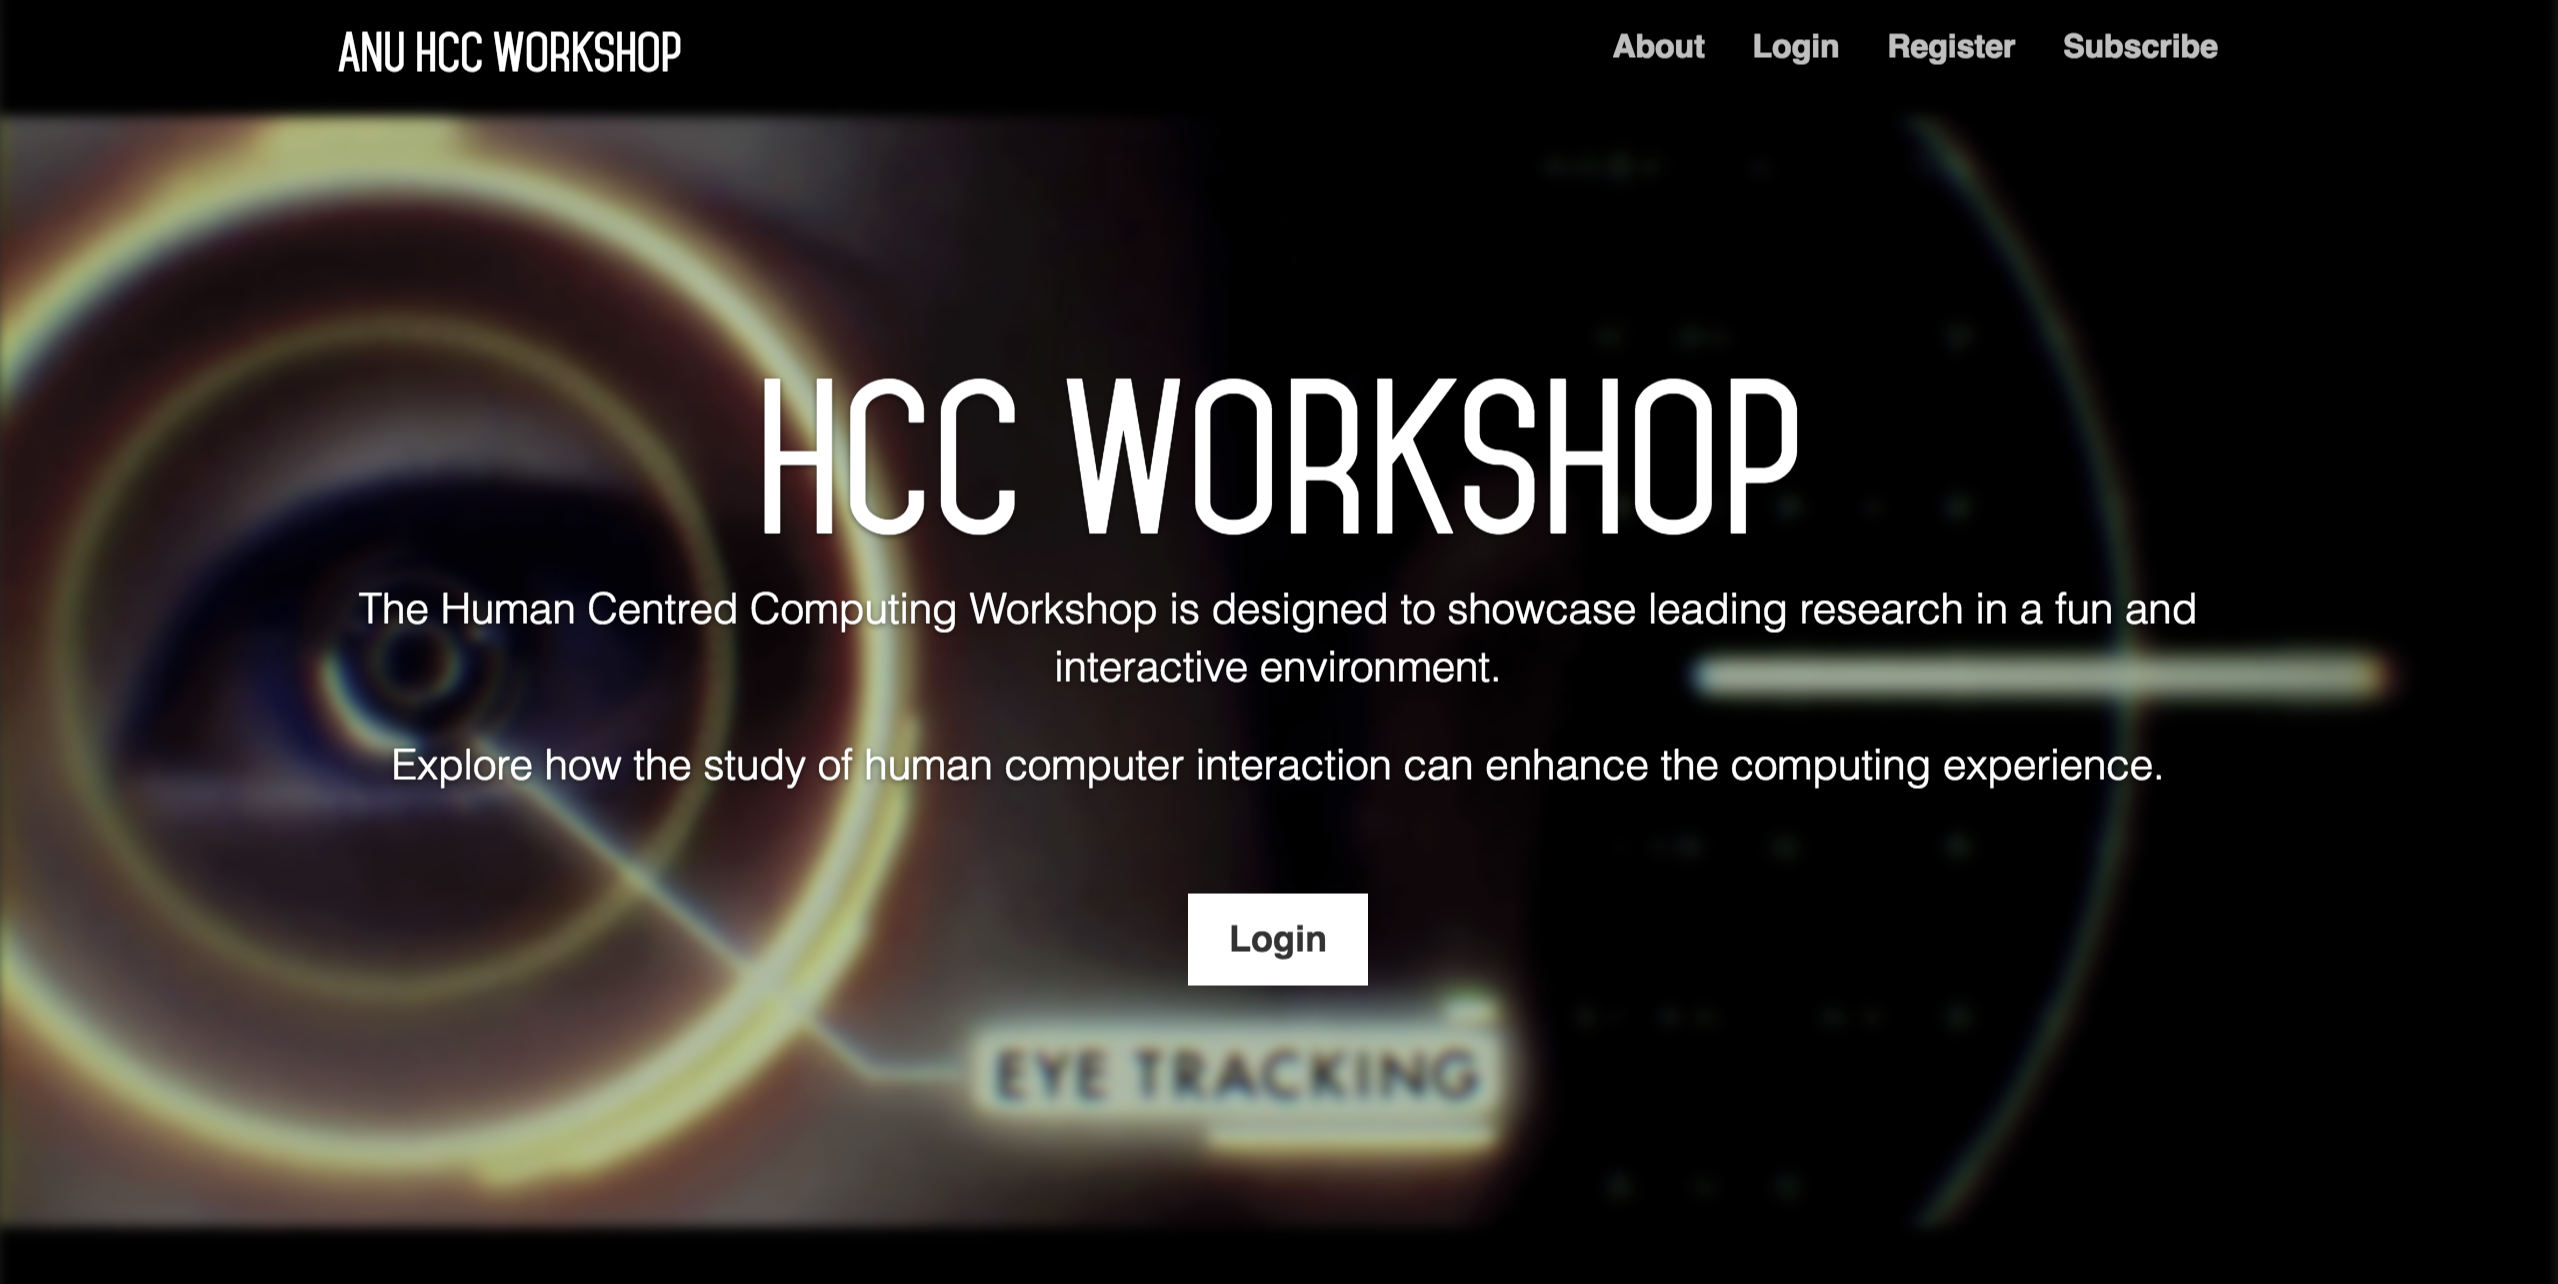 ANU HCC WORKSHOP
About Login Register Subscribe
HCC WORKSHOP
The Human Centred Computing Workshop is designed to showcase leading research in a fun and
interactive environment.
Explore how the study of human computer interaction can enhance the computing experience.
Login
EYE TRACKING